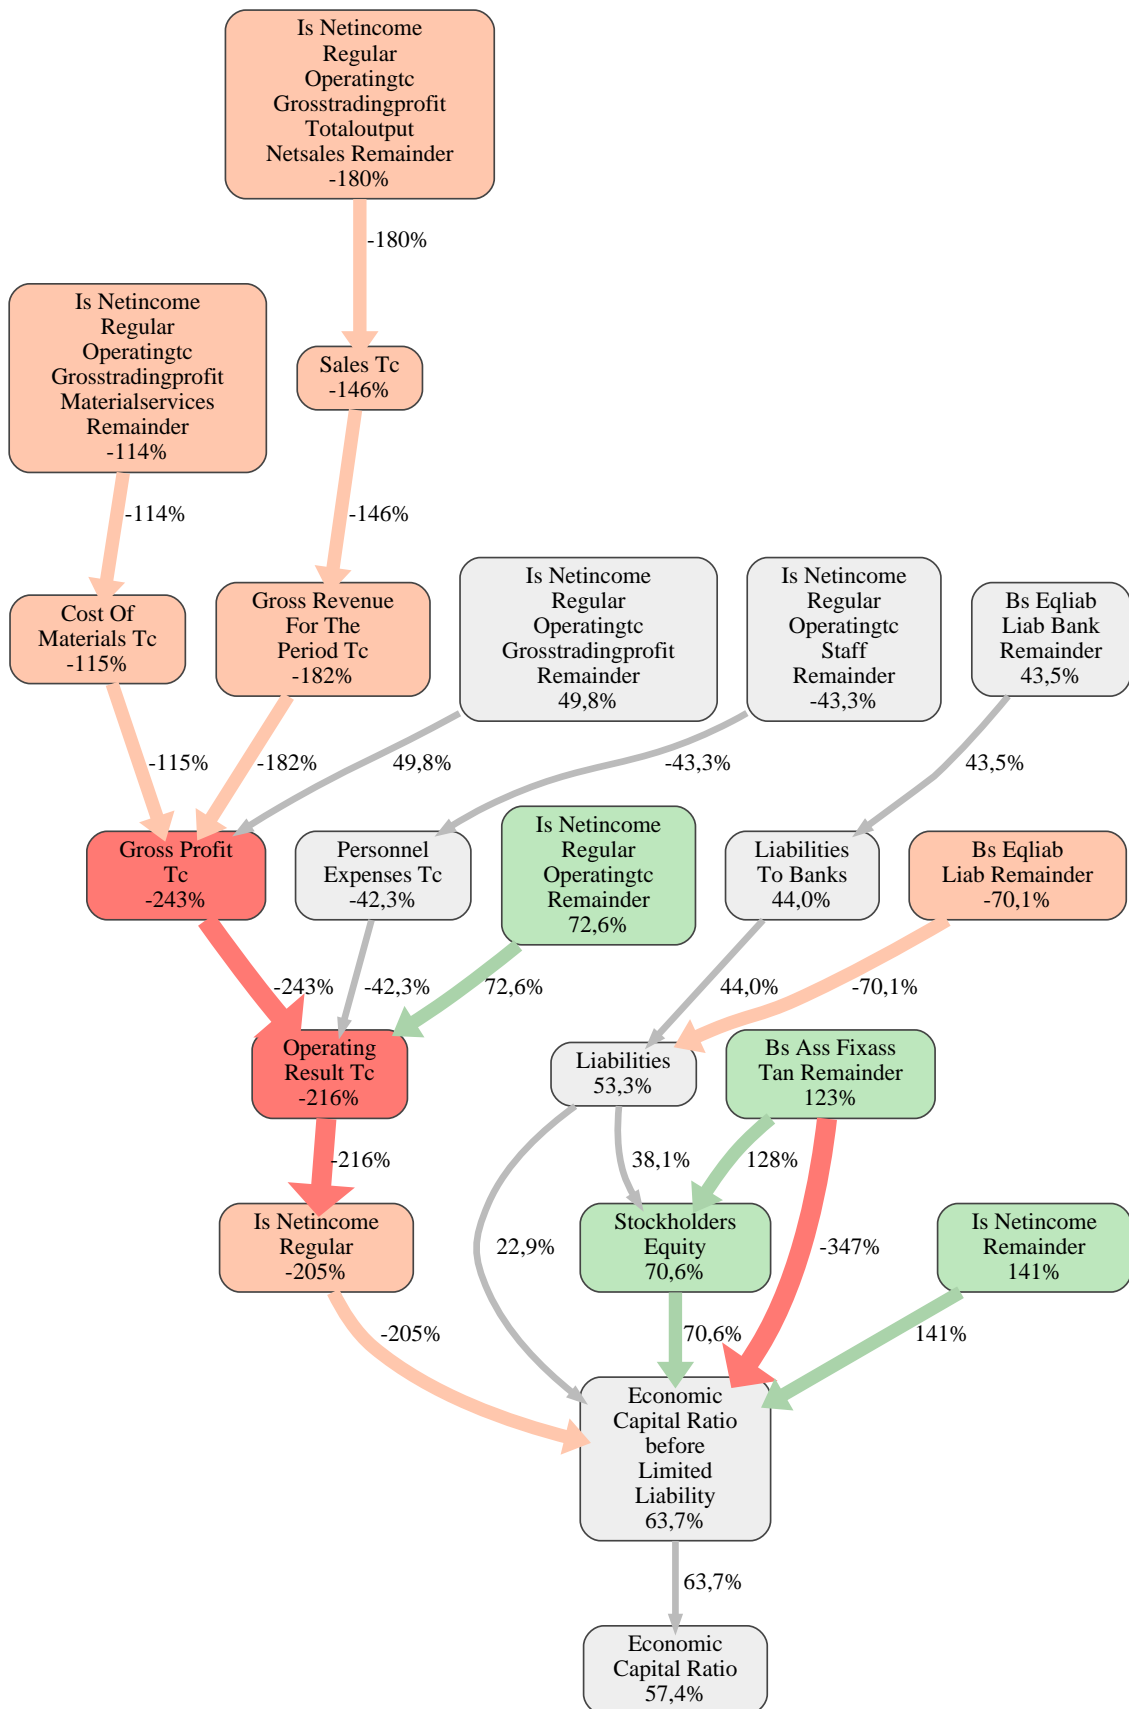 Is Netincome
Regular
Operatingtc
Grosstradingprofit
Totaloutput
Netsales Remainder
-180%
-180%
Is Netincome
Regular
Operatingtc
Grosstradingprofit
Materialservices
Remainder
-114%
Sales Tc
-146%
-114%
-146%
Cost Of
Materials Tc
-115%
Gross Revenue
For The
Period Tc
-182%
Is Netincome
Regular
Operatingtc
Grosstradingprofit
Remainder
49,8%
Is Netincome
Regular
Operatingtc
Staff
Remainder
-43,3%
Bs Eqliab
Liab Bank
Remainder
43,5%
-115%
-182%
49,8%
-43,3%
43,5%
Gross Profit
Tc
-243%
Personnel
Expenses Tc
-42,3%
Is Netincome
Regular
Operatingtc
Remainder
72,6%
Liabilities
To Banks
44,0%
Bs Eqliab
Liab Remainder
-70,1%
-243%
-42,3%
72,6%
44,0%
-70,1%
Operating
Result Tc
-216%
Liabilities
53,3%
Bs Ass Fixass
Tan Remainder
123%
-216%
38,1%
128%
Is Netincome
Regular
-205%
22,9%
Stockholders
Equity
70,6%
-347%
Is Netincome
Remainder
141%
-205%
70,6%
141%
Economic
Capital Ratio
before
Limited
Liability
63,7%
63,7%
Economic
Capital Ratio
57,4%